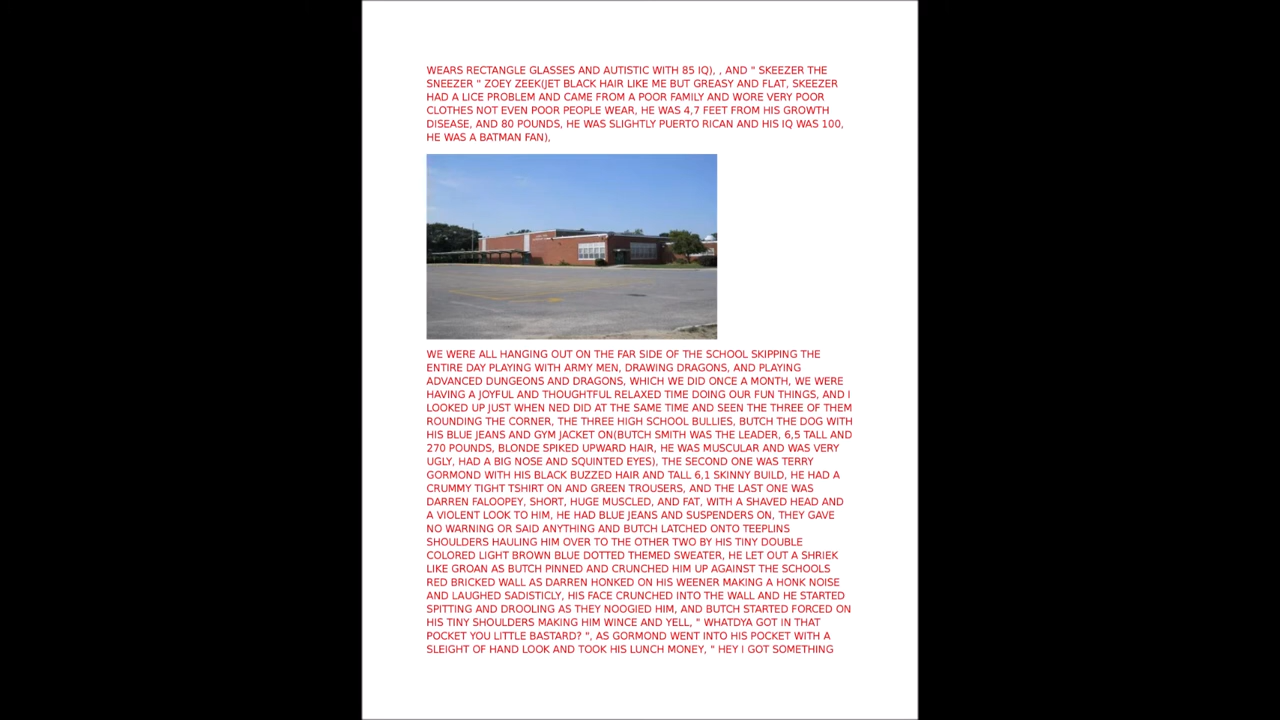 WEARS RECTANGLE GLASSES AND AUTISTIC WITH 85 IQ), , AND " SKEEZER THE
SNEEZER " ZOEY ZEEK(JET BLACK HAIR LIKE ME BUT GREASY AND FLAT, SKEEZER
HAD A LICE PROBLEM AND CAME FROM A POOR FAMILY AND WORE VERY POOR
CLOTHES NOT EVEN POOR PEOPLE WEAR, HE WAS 4,7 FEET FROM HIS GROWTH
DISEASE, AND 80 POUNDS, HE WAS SLIGHTLY PUERTO RICAN AND HIS IQ WAS 100,
HE WAS A BATMAN FAN),
WE WERE ALL HANGING OUT ON THE FAR SIDE OF THE SCHOOL SKIPPING THE
ENTIRE DAY PLAYING WITH ARMY MEN, DRAWING DRAGONS, AND PLAYING
ADVANCED DUNGEONS AND DRAGONS, WHICH WE DID ONCE A MONTH, WE WERE
HAVING A JOYFUL AND THOUGHTFUL RELAXED TIME DOING OUR FUN THINGS, AND I
LOOKED UP JUST WHEN NED DID AT THE SAME TIME AND SEEN THE THREE OF THEM
ROUNDING THE CORNER, THE THREE HIGH SCHOOL BULLIES, BUTCH THE DOG WITH
HIS BLUE JEANS AND GYM JACKET ON(BUTCH SMITH WAS THE LEADER, 6,5 TALL AND
270 POUNDS, BLONDE SPIKED UPWARD HAIR, HE WAS MUSCULAR AND WAS VERY
UGLY, HAD A BIG NOSE AND SQUINTED EYES), THE SECOND ONE WAS TERRY
GORMOND WITH HIS BLACK BUZZED HAIR AND TALL 6,1 SKINNY BUILD, HE HAD A
CRUMMY TIGHT TSHIRT ON AND GREEN TROUSERS, AND THE LAST ONE WAS
DARREN FALOOPEY, SHORT, HUGE MUSCLED, AND FAT, WITH A SHAVED HEAD AND
A VIOLENT LOOK TO HIM, HE HAD BLUE JEANS AND SUSPENDERS ON, THEY GAVE
NO WARNING OR SAID ANYTHING AND BUTCH LATCHED ONTO TEEPLINS
SHOULDERS HAULING HIM OVER TO THE OTHER TWO BY HIS TINY DOUBLE
COLORED LIGHT BROWN BLUE DOTTED THEMED SWEATER, HE LET OUT A SHRIEK
LIKE GROAN AS BUTCH PINNED AND CRUNCHED HIM UP AGAINST THE SCHOOLS
RED BRICKED WALL AS DARREN HONKED ON HIS WEENER MAKING A HONK NOISE
AND LAUGHED SADISTICLY, HIS FACE CRUNCHED INTO THE WALL AND HE STARTED
SPITTING AND DROOLING AS THEY NOOGIED HIM, AND BUTCH STARTED FORCED ON
HIS TINY SHOULDERS MAKING HIM WINCE AND YELL, " WHATDYA GOT IN THAT
POCKET YOU LITTLE BASTARD? ", AS GORMOND WENT INTO HIS POCKET WITH A
SLEIGHT OF HAND LOOK AND TOOK HIS LUNCH MONEY, " HEY I GOT SOMETHING